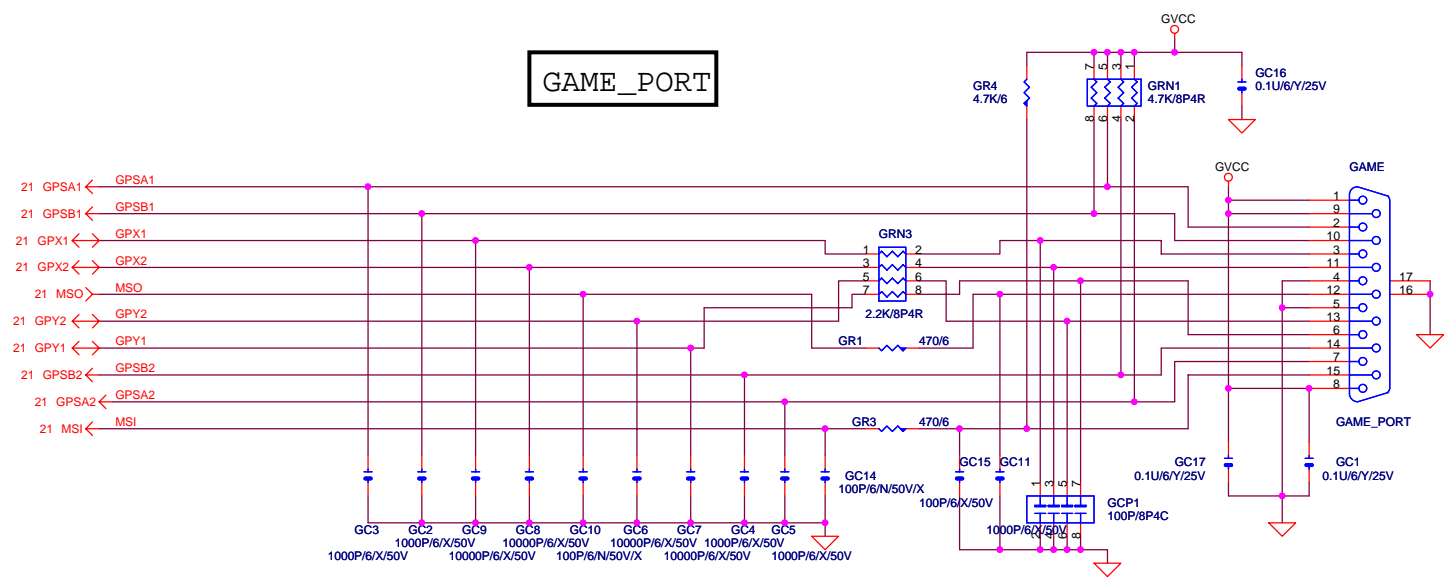 GVCC
GAME_PORT
7 5 3 1
GR4
4.7K/6
GRN1
4.7K/8P4R
GC16
0.1U/6/Y/25V
8 6 4 2
GVCC
GAME
21 GPSA1 GPSA1
1
21 GPSB1 GPSB1
9
2
21 GPX1 GPX1
GRN3
10
1 2
3
21 GPX2 GPX2
3 4
11
5 6
4
17
21 MSO MSO
7 8
12
16
2.2K/8P4R
5
21 GPY2 GPY2
13
6
21 GPY1 GPY1
GR1 470/6
14
7
21 GPSB2 GPSB2
15
8
21 GPSA2 GPSA2
GAME_PORT
21 MSI MSI
GR3 470/6
GC14
100P/6/N/50V/X
GC15
GC11
100P/6/X/50V
1 3 5 7
GCP1
100P/8P4C
1000P/6/X/50V
2 4 6 8
GC17
0.1U/6/Y/25V
GC1
0.1U/6/Y/25V
GC3 GC2 GC9 GC8 GC10 GC6 GC7 GC4 GC5
1000P/6/X/50V 10000P/6/X/50V 10000P/6/X/50V 1000P/6/X/50V
1000P/6/X/50V 10000P/6/X/50V 100P/6/N/50V/X 10000P/6/X/50V 1000P/6/X/50V